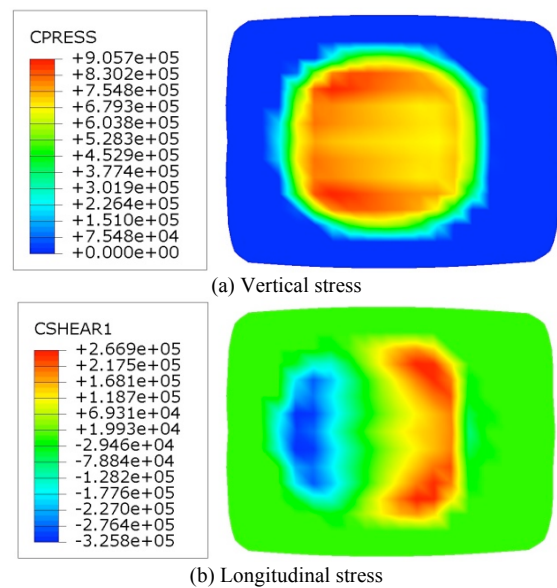 CPRESS
+9.057e+05
+8.302e+05
+7.548e+05
+6.793e+05
+6.038e+05
+5.283e+05
+4.529e+05
+3.774e+05
+3.019e+05
+2.264e+05
+1.510e+05
+7.548e+04
+0.000e+00
(a) Vertical stress
CSHEAR1
+2.669e+05
+2.175e+05
+1.681e+05
+1.187e+05
+6.931e+04
+1.993e+04
-2.946e+04
-7.884e+04
-1.282e+05
-1.776e+05
-2.270e+05
-2.764e+05
-3.258e+05
(b) Longitudinal stress